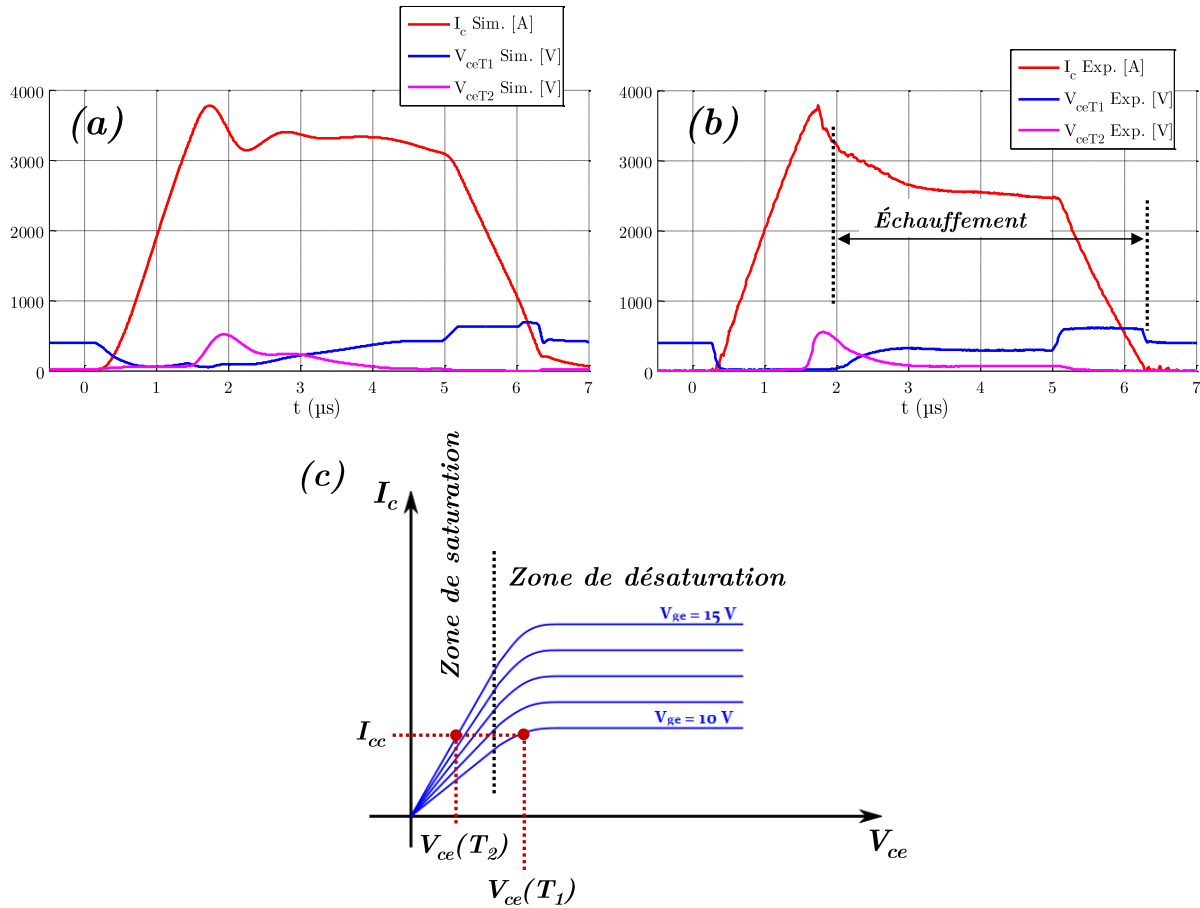 I_c Sim. [A]
V_ceT1 Sim. [V]
V_ceT2 Sim. [V]
(a)
4000
3000
2000
1000
0
0 1 2 3 4 5 6 7
t (µs)
I_c Exp. [A]
V_ceT1 Exp. [V]
V_ceT2 Exp. [V]
(b)
4000
3000
2000
1000
0
Échauffement
0 1 2 3 4 5 6 7
t (µs)
(c)
I_c
Zone de saturation
Zone de désaturation
V_ge = 15 V
V_ge = 10 V
I_cc
V_ce(T_2)
V_ce(T_1)
V_ce